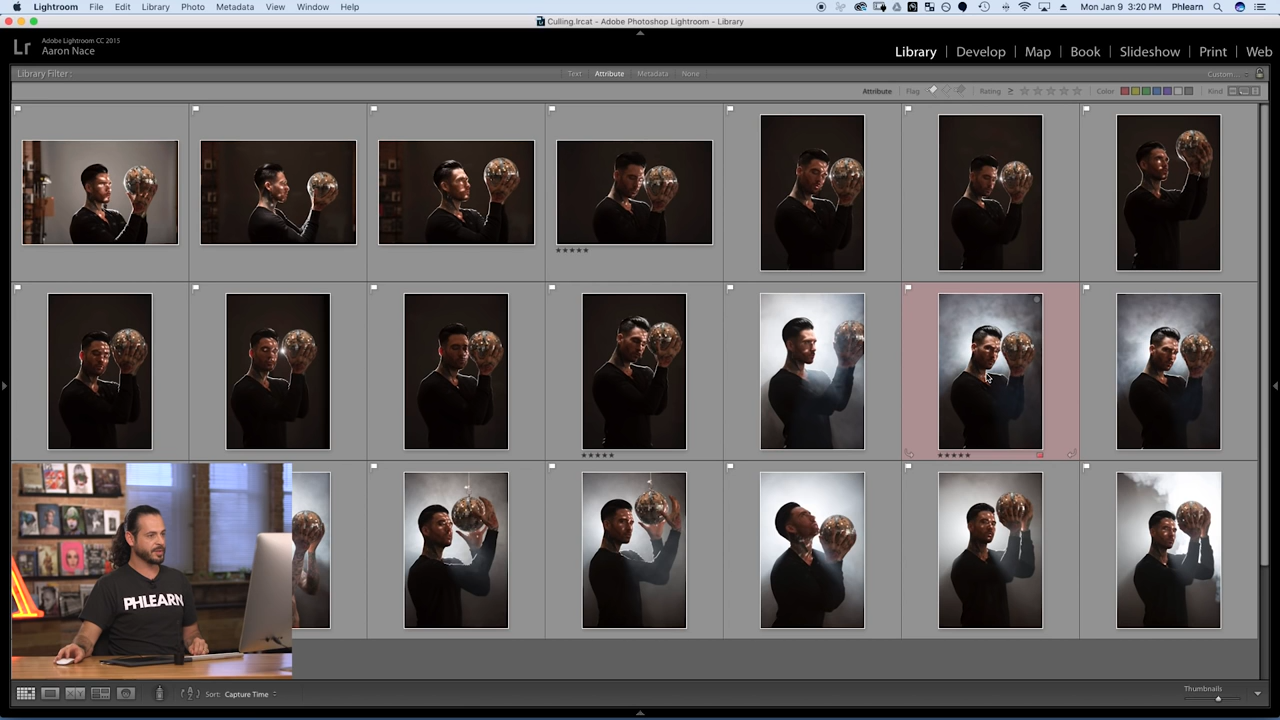 Lightroom File Edit Library Photo Metadata View Window Help Mon Jan 9 3:20 PM Phlearn
Culling.lrcat - Adobe Photoshop Lightroom - Library
Lr Adobe Lightroom CC 2015
Aaron Nace
Library | Develop | Map | Book | Slideshow | Print | Web
Library Filter : Text Attribute Metadata None Custom...
Attribute Flag Rating ≥ Color Kind
PHLEARN
Sort: Capture Time
Thumbnails